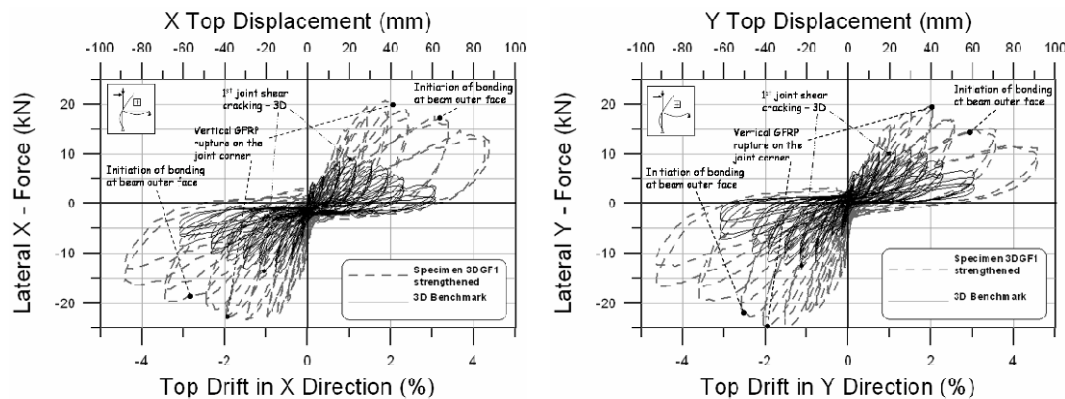 X Top Displacement (mm)
-100 -80 -60 -40 -20 0 20 40 60 80 100
20
10
0
-10
-20
Lateral X - Force (kN)
1st joint shear
cracking - 3D
Initiation of bonding
at beam outer face
Vertical GFRP
rupture on the
joint corner
Initiation of bonding
at beam outer face
Specimen 3DGF1
strengthened
3D Benchmark
-4 -2 0 2 4
Top Drift in X Direction (%)
Y Top Displacement (mm)
-100 -80 -60 -40 -20 0 20 40 60 80 100
20
10
0
-10
-20
Lateral Y - Force (kN)
1st joint shear
cracking - 3D
Initiation of bonding
at beam outer face
Vertical GFRP
rupture on the
joint corner
Initiation of bonding
at beam outer face
Specimen 3DGF1
strengthened
3D Benchmark
-4 -2 0 2 4
Top Drift in Y Direction (%)